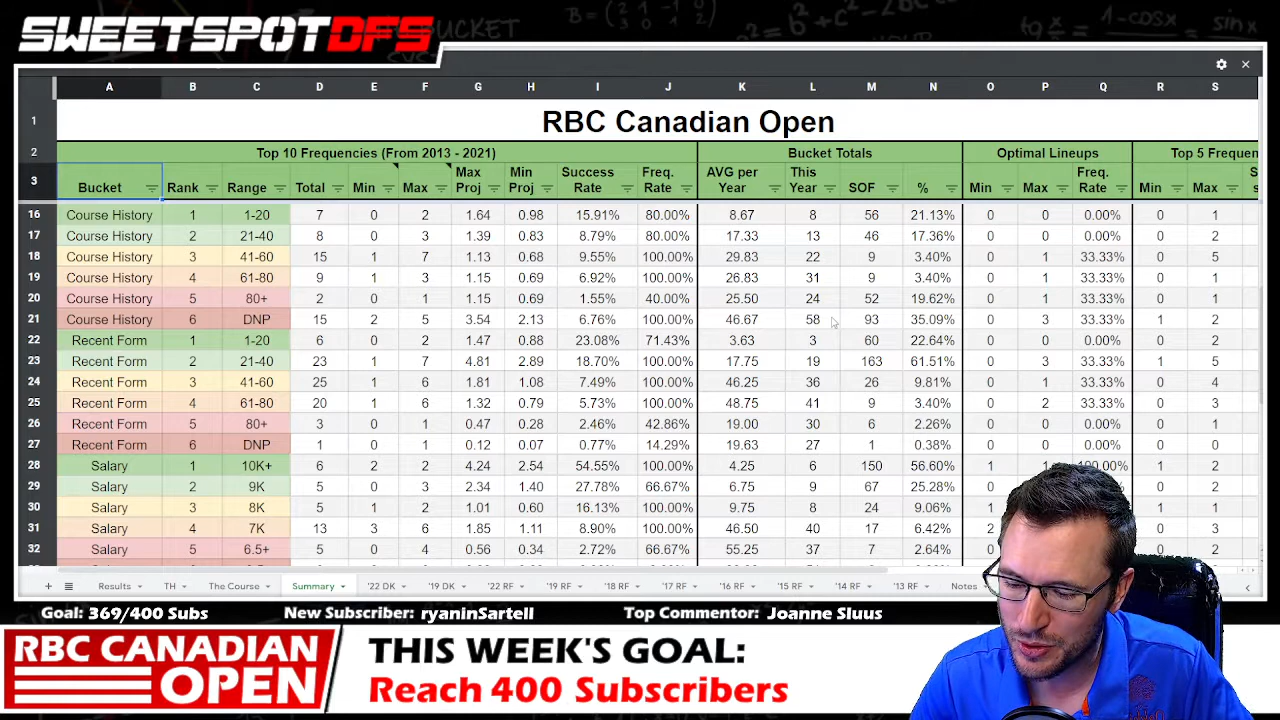 SWEETSPOTDFS
BUCKET
A B C D E F G H I J K L M N O P Q R S
1 RBC Canadian Open
2 Top 10 Frequencies (From 2013 - 2021) Bucket Totals Optimal Lineups Top 5 Frequen
3 Bucket Rank Range Total Min Max Max Proj Min Proj Success Rate Freq. Rate AVG per Year This Year SOF % Min Max Freq. Rate Min Max
16 Course History 1 1-20 7 0 2 1.64 0.98 15.91% 80.00% 8.67 8 56 21.13% 0 0 0.00% 0 1
17 Course History 2 21-40 8 0 3 1.39 0.83 8.79% 80.00% 17.33 13 46 17.36% 0 0 0.00% 0 2
18 Course History 3 41-60 15 1 7 1.13 0.68 9.55% 100.00% 29.83 22 9 3.40% 0 1 33.33% 0 5
19 Course History 4 61-80 9 1 3 1.15 0.69 6.92% 100.00% 26.83 31 9 3.40% 0 1 33.33% 0 1
20 Course History 5 80+ 2 0 1 1.15 0.69 1.55% 40.00% 25.50 24 52 19.62% 0 1 33.33% 0 1
21 Course History 6 DNP 15 2 5 3.54 2.13 6.76% 100.00% 46.67 58 93 35.09% 0 3 33.33% 1 2
22 Recent Form 1 1-20 6 0 2 1.47 0.88 23.08% 71.43% 3.63 3 60 22.64% 0 0 0.00% 0 2
23 Recent Form 2 21-40 23 1 7 4.81 2.89 18.70% 100.00% 17.75 19 163 61.51% 0 3 33.33% 1 5
24 Recent Form 3 41-60 25 1 6 1.81 1.08 7.49% 100.00% 46.25 36 26 9.81% 0 1 33.33% 0 4
25 Recent Form 4 61-80 20 1 6 1.32 0.79 5.73% 100.00% 48.75 41 9 3.40% 0 2 33.33% 0 3
26 Recent Form 5 80+ 3 0 1 0.47 0.28 2.46% 42.86% 19.00 30 6 2.26% 0 0 0.00% 0 1
27 Recent Form 6 DNP 1 0 1 0.12 0.07 0.77% 14.29% 19.63 27 1 0.38% 0 0 0.00% 0 0
28 Salary 1 10K+ 6 2 2 4.24 2.54 54.55% 100.00% 4.25 6 150 56.60% 1 1 100.00% 1 2
29 Salary 2 9K 5 0 3 2.34 1.40 27.78% 66.67% 6.75 9 67 25.28% 0 0 2
30 Salary 3 8K 5 1 2 1.01 0.60 16.13% 100.00% 9.75 8 24 9.06% 1 1 1
31 Salary 4 7K 13 3 6 1.85 1.11 8.90% 100.00% 46.50 40 17 6.42% 2 0 3
32 Salary 5 6.5+ 5 0 4 0.56 0.34 2.72% 66.67% 55.25 37 7 2.64% 0 0 2
+ Results TH The Course Summary '22 DK '19 DK '22 RF '19 RF '18 RF '17 RF '16 RF '15 RF '14 RF '13 RF Notes
Goal: 369/400 Subs New Subscriber: ryaninSartell Top Commentor: Joanne Sluus
RBC CANADIAN
OPEN
THIS WEEK'S GOAL:
Reach 400 Subscribers